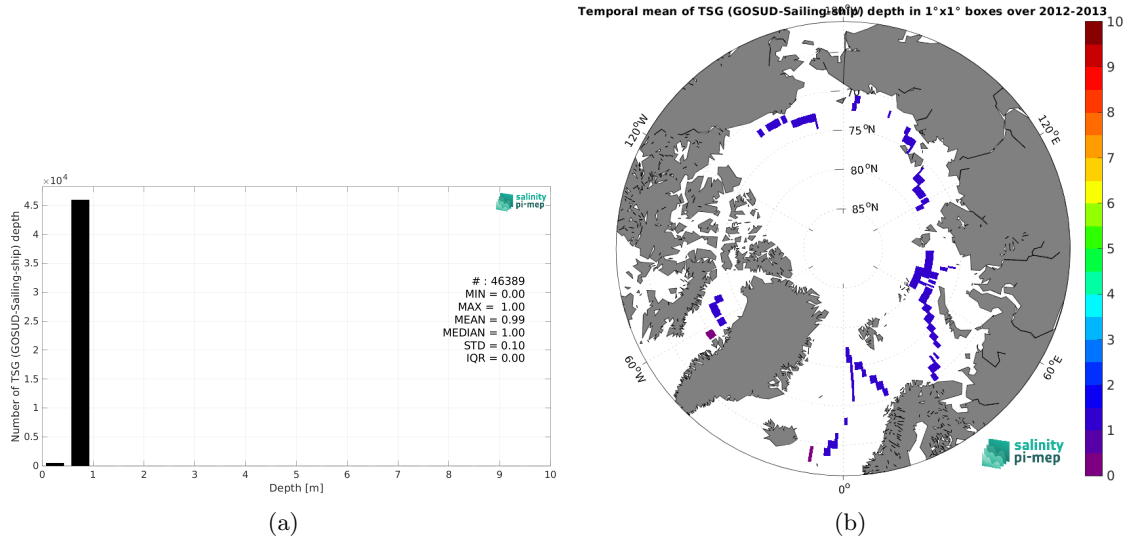 Temporal mean of TSG (GOSUD-Sailing-ship) depth in 1°x1° boxes over 2012-2013
×10⁴
Number of TSG (GOSUD-Sailing-ship) depth
4.5
4
3.5
3
2.5
2
1.5
1
0.5
0
0 1 2 3 4 5 6 7 8 9 10
Depth [m]
salinity
pi-mep
# : 46389
MIN = 0.00
MAX = 1.00
MEAN = 0.99
MEDIAN = 1.00
STD = 0.10
IQR = 0.00
(a)
120°W
120°E
75°N
80°N
85°N
60°W
60°E
0°
salinity
pi-mep
10
9
8
7
6
5
4
3
2
1
0
(b)